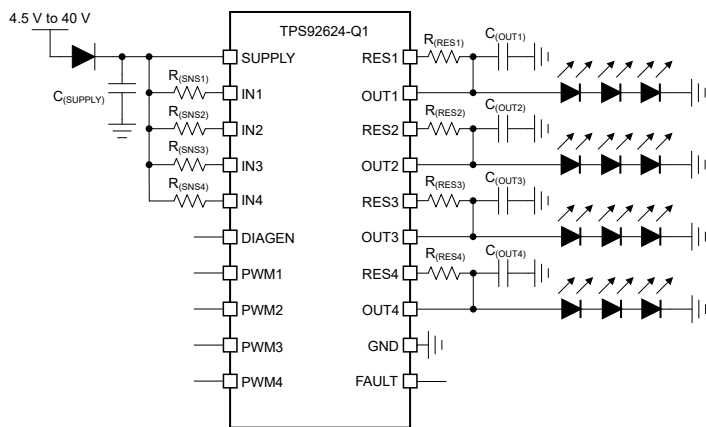 4.5 V to 40 V
TPS92624-Q1
C(SUPPLY)
R(SNS1)
R(SNS2)
R(SNS3)
R(SNS4)
SUPPLY
IN1
IN2
IN3
IN4
DIAGEN
PWM1
PWM2
PWM3
PWM4
RES1
OUT1
RES2
OUT2
RES3
OUT3
RES4
OUT4
GND
FAULT
R(RES1)
C(OUT1)
R(RES2)
C(OUT2)
R(RES3)
C(OUT3)
R(RES4)
C(OUT4)